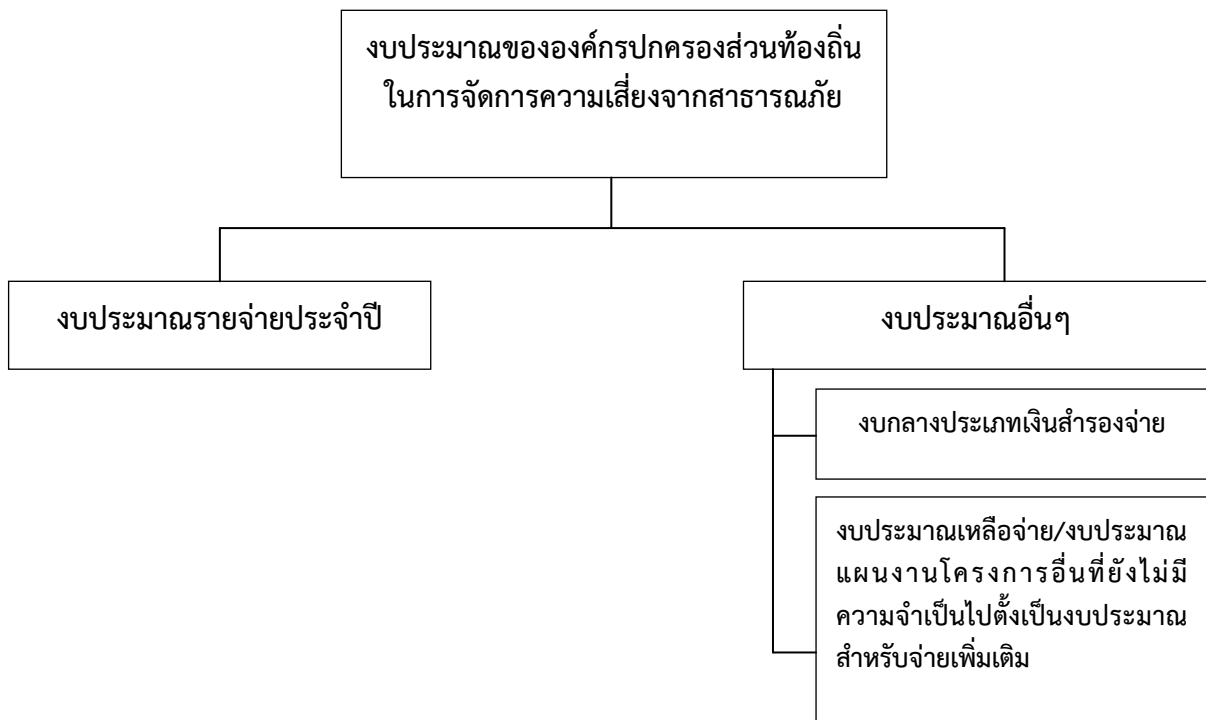 งบประมาณขององค์กรปกครองส่วนท้องถิ่น
ในการจัดการความเสี่ยงจากสาธารณภัย
งบประมาณรายจ่ายประจำปี
งบประมาณอื่นๆ
งบกลางประเภทเงินสำรองจ่าย
งบประมาณเหลือจ่าย/งบประมาณ
แผนงานโครงการอื่นที่ยังไม่มี
ความจำเป็นไปตั้งเป็นงบประมาณ
สำหรับจ่ายเพิ่มเติม